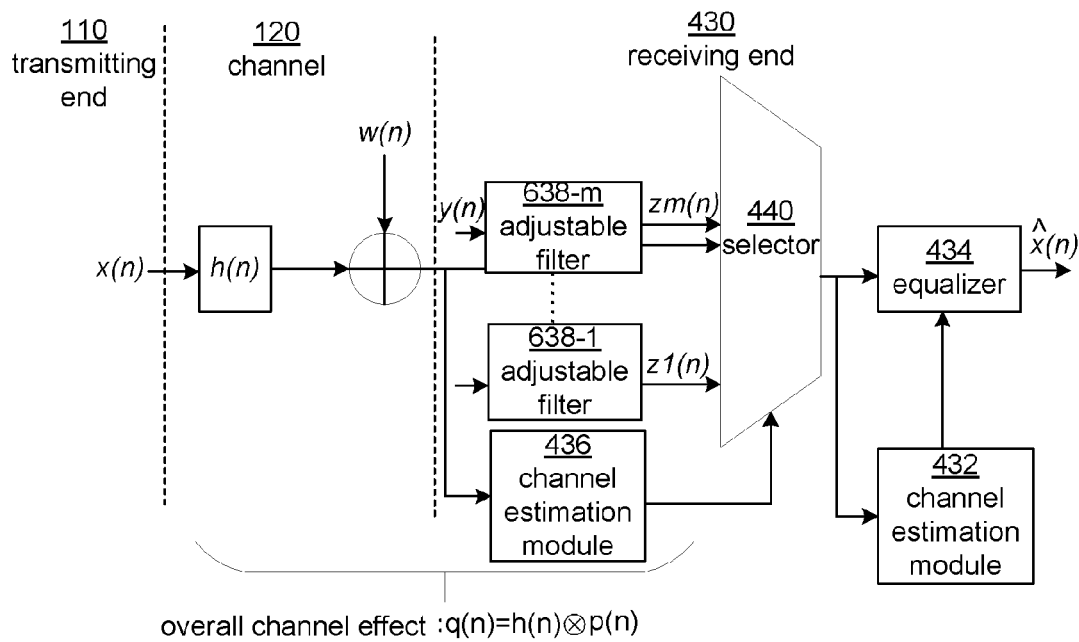 110
transmitting
end
120
channel
430
receiving end
w(n)
y(n)
638-m
adjustable
filter
zm(n)
440
selector
x(n)
h(n)
434
equalizer
^
x(n)
638-1
adjustable
filter
z1(n)
436
channel
estimation
module
432
channel
estimation
module
overall channel effect :q(n)=h(n)⊗p(n)